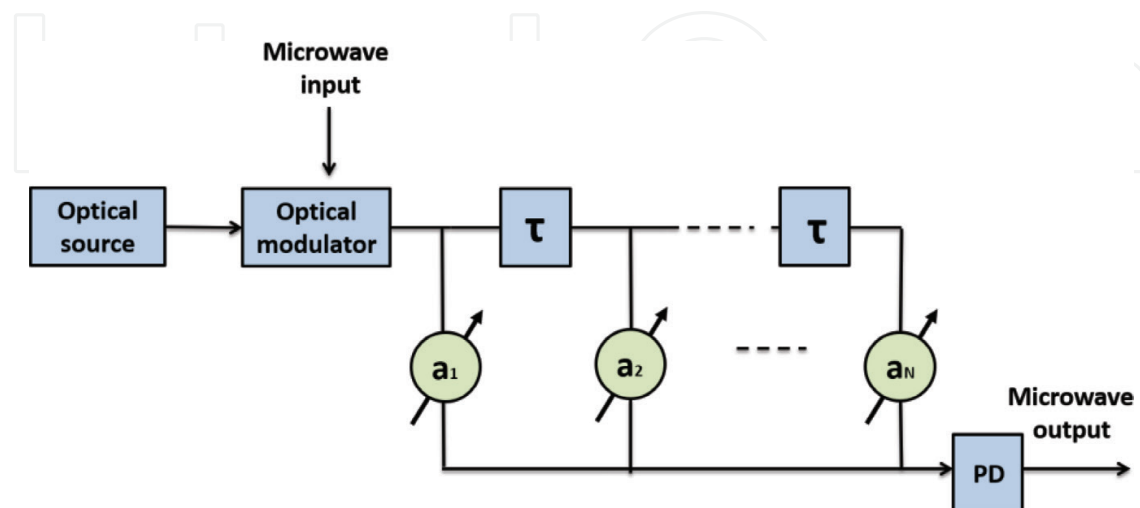 Microwave
input
Optical
source
Optical
modulator
τ
τ
a1
a2
aN
Microwave
output
PD